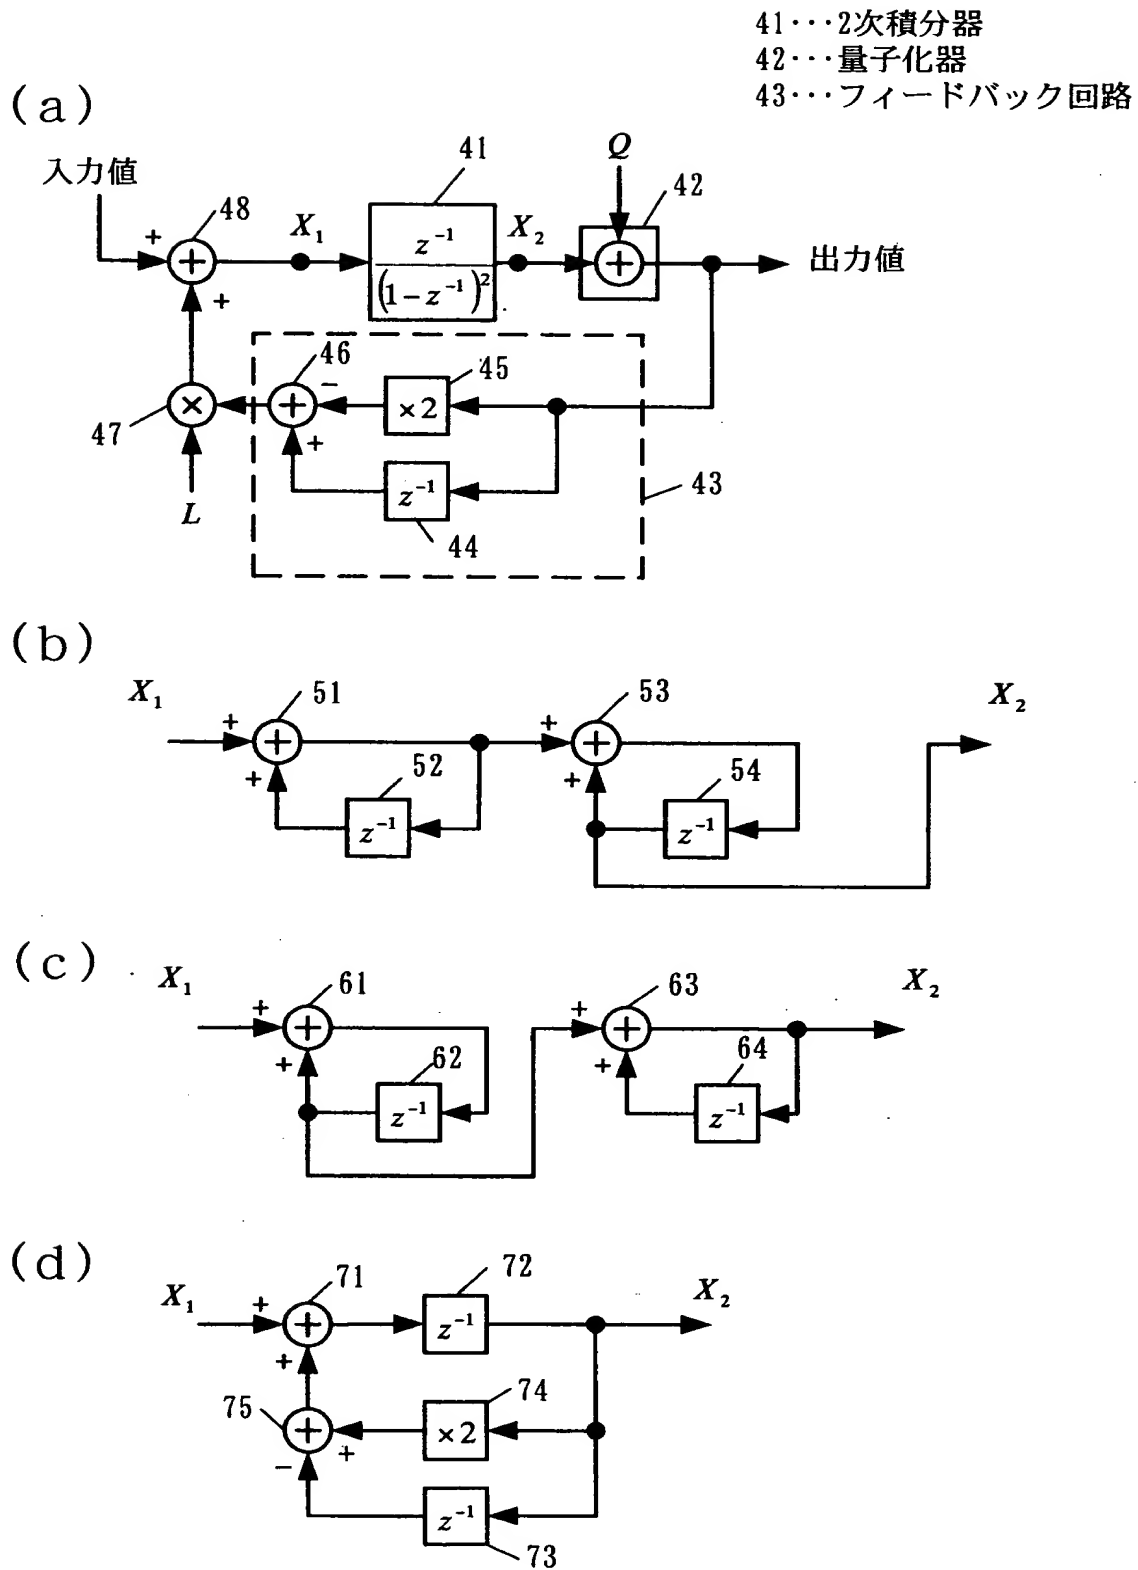 41・・・2次積分器
42・・・量子化器
43・・・フィードバック回路
(a)
入力値
+
48
X₁
41
z⁻¹
(1-z⁻¹)²
X₂
Q
42
+
+
出力値
+
47
×
L
46
+
−
+
×2
45
z⁻¹
44
43
(b)
X₁
+
51
+
+
52
z⁻¹
+
53
+
+
54
z⁻¹
X₂
(c)
X₁
+
61
+
+
62
z⁻¹
+
63
+
+
64
z⁻¹
X₂
(d)
X₁
+
71
+
+
72
z⁻¹
X₂
75
+
+
−
74
×2
z⁻¹
73